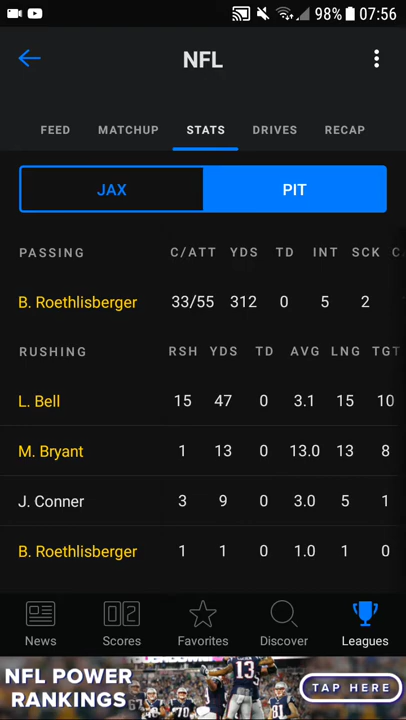 98% 07:56
NFL
FEED MATCHUP STATS DRIVES RECAP
JAX PIT
PASSING C/ATT YDS TD INT SCK
B. Roethlisberger 33/55 312 0 5 2
RUSHING RSH YDS TD AVG LNG TGT
L. Bell 15 47 0 3.1 15 10
M. Bryant 1 13 0 13.0 13 8
J. Conner 3 9 0 3.0 5 1
B. Roethlisberger 1 1 0 1.0 1 0
News Scores Favorites Discover Leagues
NFL POWER
RANKINGS
TAP HERE